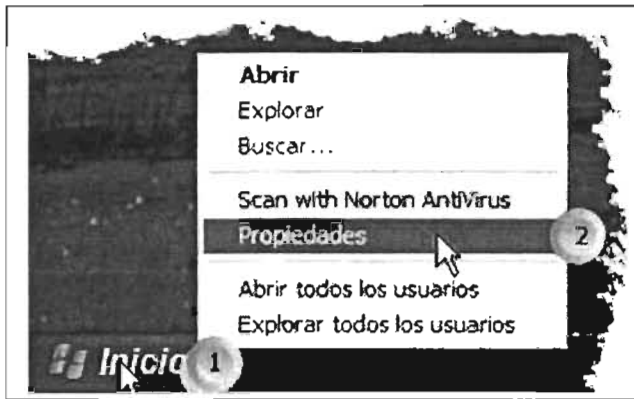 Abrir
Explorar
Buscar...
Scan with Norton AntiVirus
Propiedades
2
Abrir todos los usuarios
Explorar todos los usuarios
Inicio
1